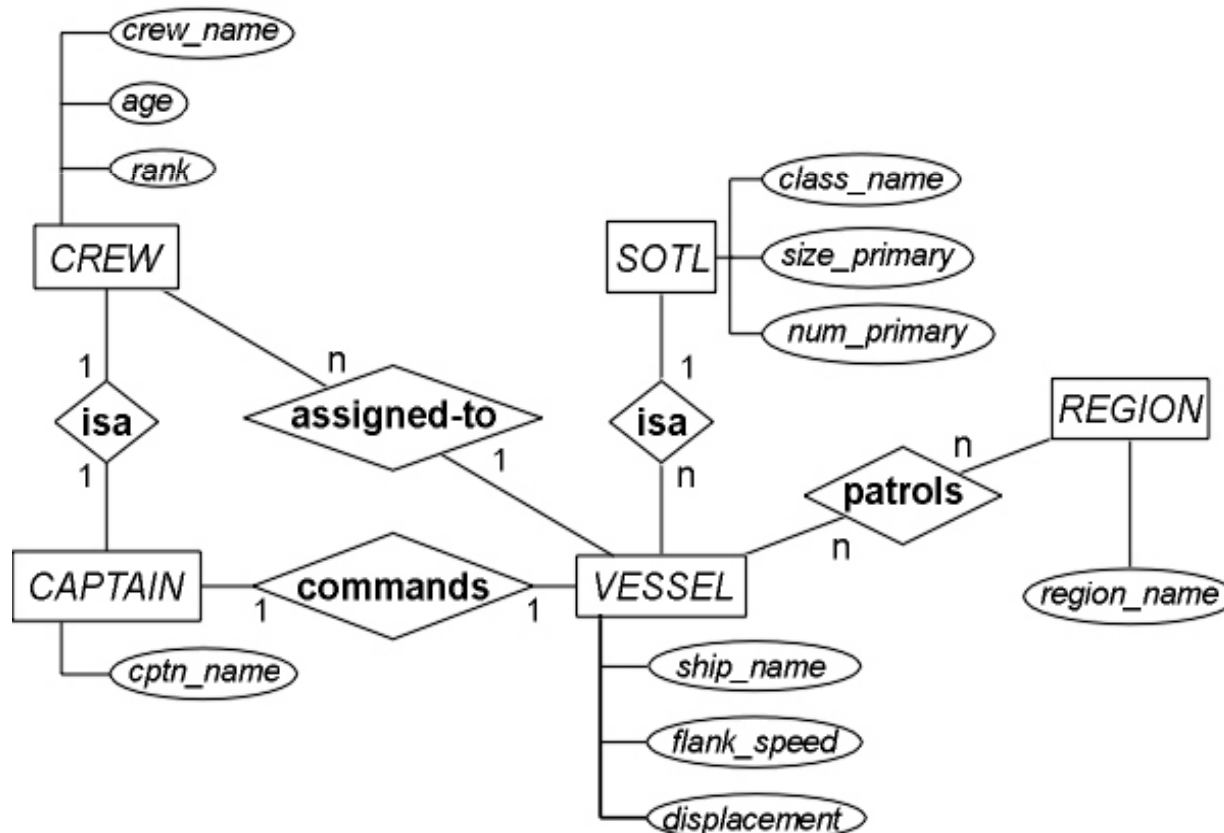 crew_name
age
rank
CREW
class_name
SOTL
size_primary
num_primary
1
n
1
isa
assigned-to
isa
REGION
1
1
n
n
patrols
n
CAPTAIN
commands
VESSEL
1
1
region_name
cptn_name
ship_name
flank_speed
displacement